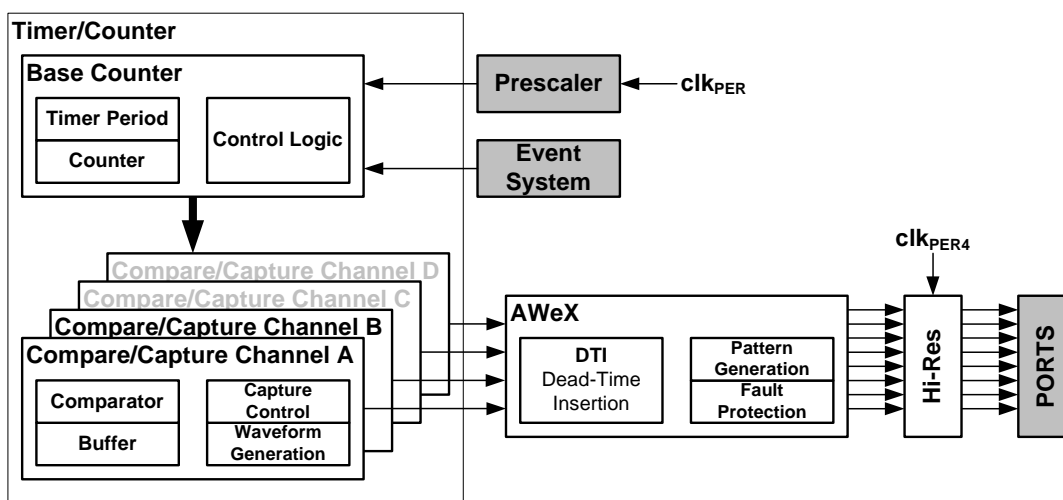 Timer/Counter
Base Counter
Timer Period
Counter
Control Logic
Prescaler
clkPER
Event
System
Compare/Capture Channel D
Compare/Capture Channel C
Compare/Capture Channel B
Compare/Capture Channel A
Comparator
Buffer
Capture
Control
Waveform
Generation
AWeX
DTI
Dead-Time
Insertion
Pattern
Generation
Fault
Protection
clkPER4
Hi-Res
PORTS